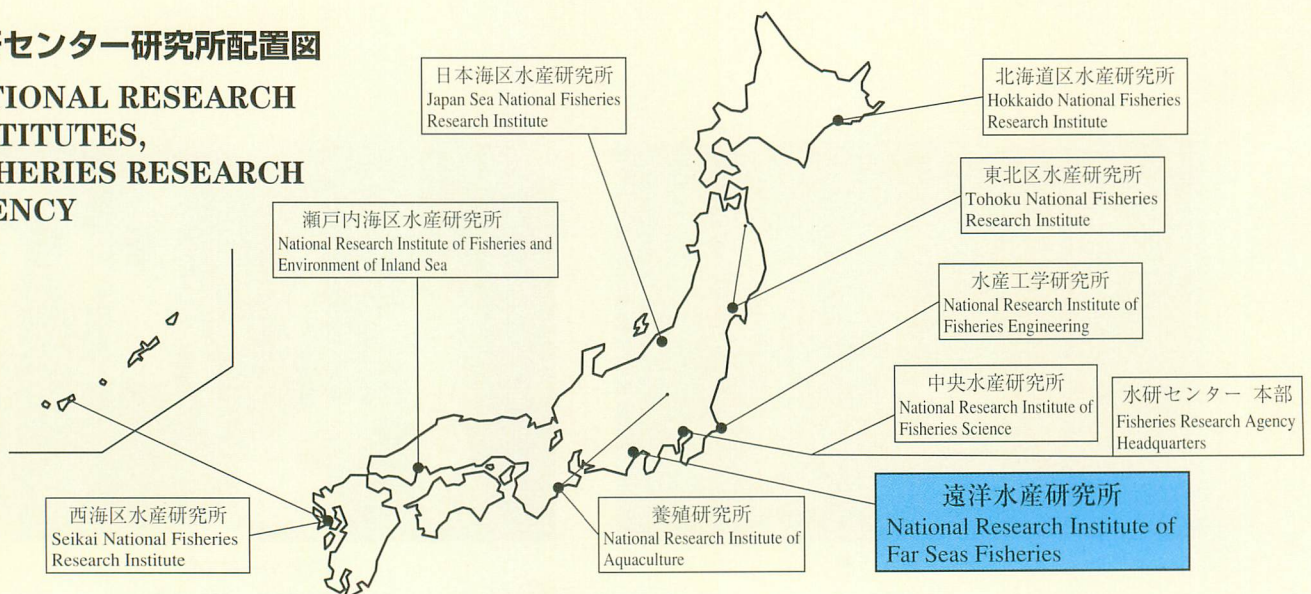 センター研究所配置図
TIONAL RESEARCH
TITUTES,
HERIES RESEARCH
ENCY
日本海区水産研究所
Japan Sea National Fisheries
Research Institute
北海道区水産研究所
Hokkaido National Fisheries
Research Institute
東北区水産研究所
Tohoku National Fisheries
Research Institute
瀬戸内海区水産研究所
National Research Institute of Fisheries and
Environment of Inland Sea
水産工学研究所
National Research Institute of
Fisheries Engineering
中央水産研究所
National Research Institute of
Fisheries Science
水研センター 本部
Fisheries Research Agency
Headquarters
遠洋水産研究所
National Research Institute of
Far Seas Fisheries
養殖研究所
National Research Institute of
Aquaculture
西海区水産研究所
Seikai National Fisheries
Research Institute